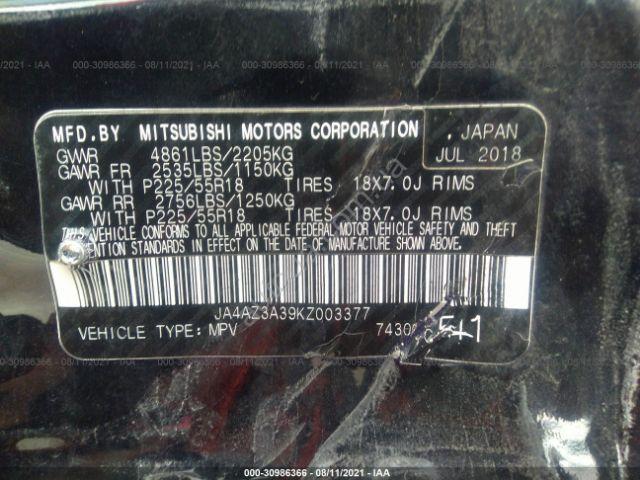 000-30986366 - 08/11/2021 - IAA
MFD.BY MITSUBISHI MOTORS CORPORATION , JAPAN
GVWR 4861LBS/2205KG JUL 2018
GAWR FR 2535LBS/1150KG
WITH P225/55R18 TIRES 18X7.0J RIMS
GAWR RR 2756LBS/1250KG
WITH P225/55R18 TIRES 18X7.0J RIMS
THIS VEHICLE CONFORMS TO ALL APPLICABLE FEDERAL MOTOR VEHICLE SAFETY AND THEFT
PREVENTION STANDARDS IN EFFECT ON THE DATE OF MANUFACTURE SHOWN ABOVE.
JA4AZ3A39KZ003377
VEHICLE TYPE: MPV
000-30986366 - 08/11/2021 - IAA